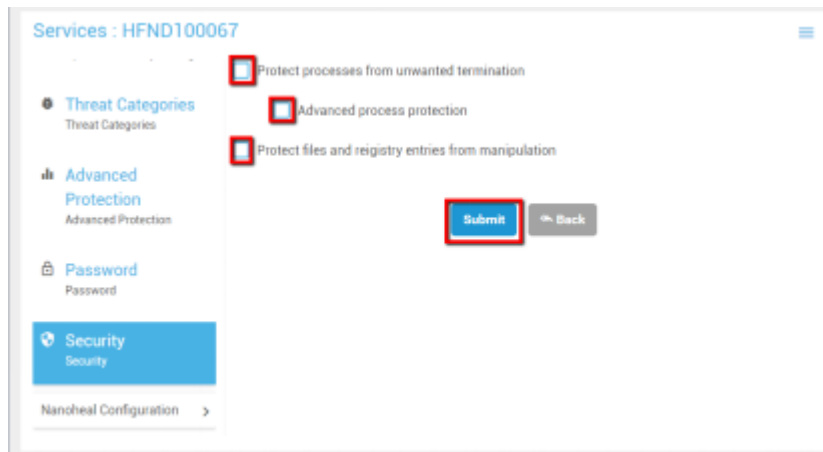 Services : HFND100067
Protect processes from unwanted termination
Advanced process protection
Protect files and reigistry entries from manipulation
Submit
Back
Threat Categories
Threat Categories
Advanced
Protection
Advanced Protection
Password
Password
Security
Security
Nanoheal Configuration